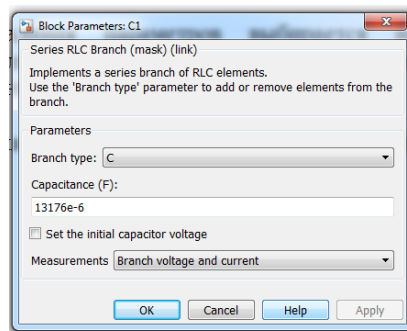 Block Parameters: C1
Series RLC Branch (mask) (link)
Implements a series branch of RLC elements.
Use the 'Branch type' parameter to add or remove elements from the
branch.
Parameters
Branch type: C
Capacitance (F):
13176e-6
Set the initial capacitor voltage
Measurements Branch voltage and current
OK Cancel Help Apply